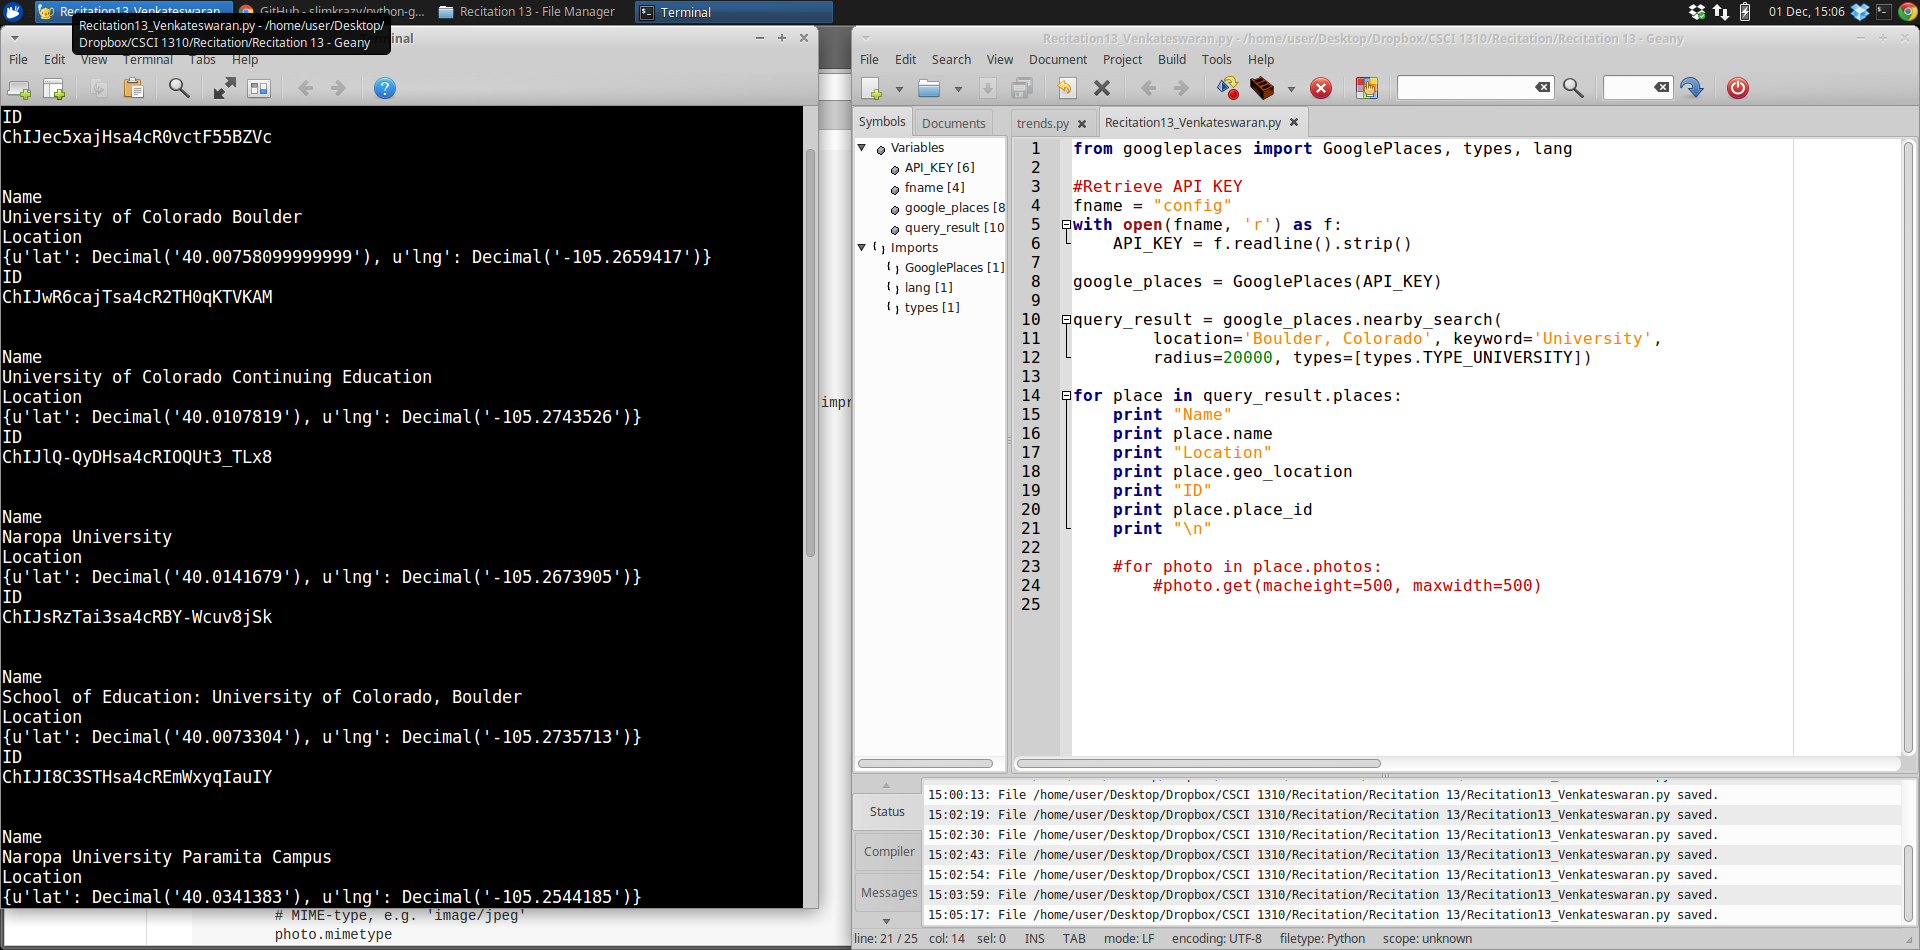 Recitation13_Venkateswaran
GitHub - slimkrazy/python-g...
Recitation 13 - File Manager
Terminal
01 Dec, 15:06
Recitation13_Venkateswaran.py - /home/user/Desktop/
Dropbox/CSCI 1310/Recitation/Recitation 13 - Geany
File Edit View Terminal Tabs Help
ID
ChIJec5xajHsa4cR0vctF55BZVc
Name
University of Colorado Boulder
Location
{u'lat': Decimal('40.00758099999999'), u'lng': Decimal('-105.2659417')}
ID
ChIJwR6cajTsa4cR2TH0qKTVKAM
Name
University of Colorado Continuing Education
Location
{u'lat': Decimal('40.0107819'), u'lng': Decimal('-105.2743526')}
ID
ChIJlQ-QyDHsa4cRIOQUt3_TLx8
Name
Naropa University
Location
{u'lat': Decimal('40.0141679'), u'lng': Decimal('-105.2673905')}
ID
ChIJsRzTai3sa4cRBY-Wcuv8jSk
Name
School of Education: University of Colorado, Boulder
Location
{u'lat': Decimal('40.0073304'), u'lng': Decimal('-105.2735713')}
ID
ChIJI8C3STHsa4cREmWxyqIauIY
Name
Naropa University Paramita Campus
Location
{u'lat': Decimal('40.0341383'), u'lng': Decimal('-105.2544185')}
# MIME-type, e.g. 'image/jpeg'
photo.mimetype
impr
Recitation13_Venkateswaran.py - /home/user/Desktop/Dropbox/CSCI 1310/Recitation/Recitation 13 - Geany
File Edit Search View Document Project Build Tools Help
Symbols Documents
Variables
API_KEY [6]
fname [4]
google_places [8
query_result [10
Imports
GooglePlaces [1]
lang [1]
types [1]
trends.py
Recitation13_Venkateswaran.py
1 from googleplaces import GooglePlaces, types, lang
2
3 #Retrieve API KEY
4 fname = "config"
5 with open(fname, 'r') as f:
6 API_KEY = f.readline().strip()
7
8 google_places = GooglePlaces(API_KEY)
9
10 query_result = google_places.nearby_search(
11 location='Boulder, Colorado', keyword='University',
12 radius=20000, types=[types.TYPE_UNIVERSITY])
13
14 for place in query_result.places:
15 print "Name"
16 print place.name
17 print "Location"
18 print place.geo_location
19 print "ID"
20 print place.place_id
21 print "\n"
22
23 #for photo in place.photos:
24 #photo.get(macheight=500, maxwidth=500)
25
Status
Compiler
Messages
15:00:13: File /home/user/Desktop/Dropbox/CSCI 1310/Recitation/Recitation 13/Recitation13_Venkateswaran.py saved.
15:02:19: File /home/user/Desktop/Dropbox/CSCI 1310/Recitation/Recitation 13/Recitation13_Venkateswaran.py saved.
15:02:30: File /home/user/Desktop/Dropbox/CSCI 1310/Recitation/Recitation 13/Recitation13_Venkateswaran.py saved.
15:02:43: File /home/user/Desktop/Dropbox/CSCI 1310/Recitation/Recitation 13/Recitation13_Venkateswaran.py saved.
15:02:54: File /home/user/Desktop/Dropbox/CSCI 1310/Recitation/Recitation 13/Recitation13_Venkateswaran.py saved.
15:03:59: File /home/user/Desktop/Dropbox/CSCI 1310/Recitation/Recitation 13/Recitation13_Venkateswaran.py saved.
15:05:17: File /home/user/Desktop/Dropbox/CSCI 1310/Recitation/Recitation 13/Recitation13_Venkateswaran.py saved.
line: 21 / 25 col: 14 sel: 0 INS TAB mode: LF encoding: UTF-8 filetype: Python scope: unknown